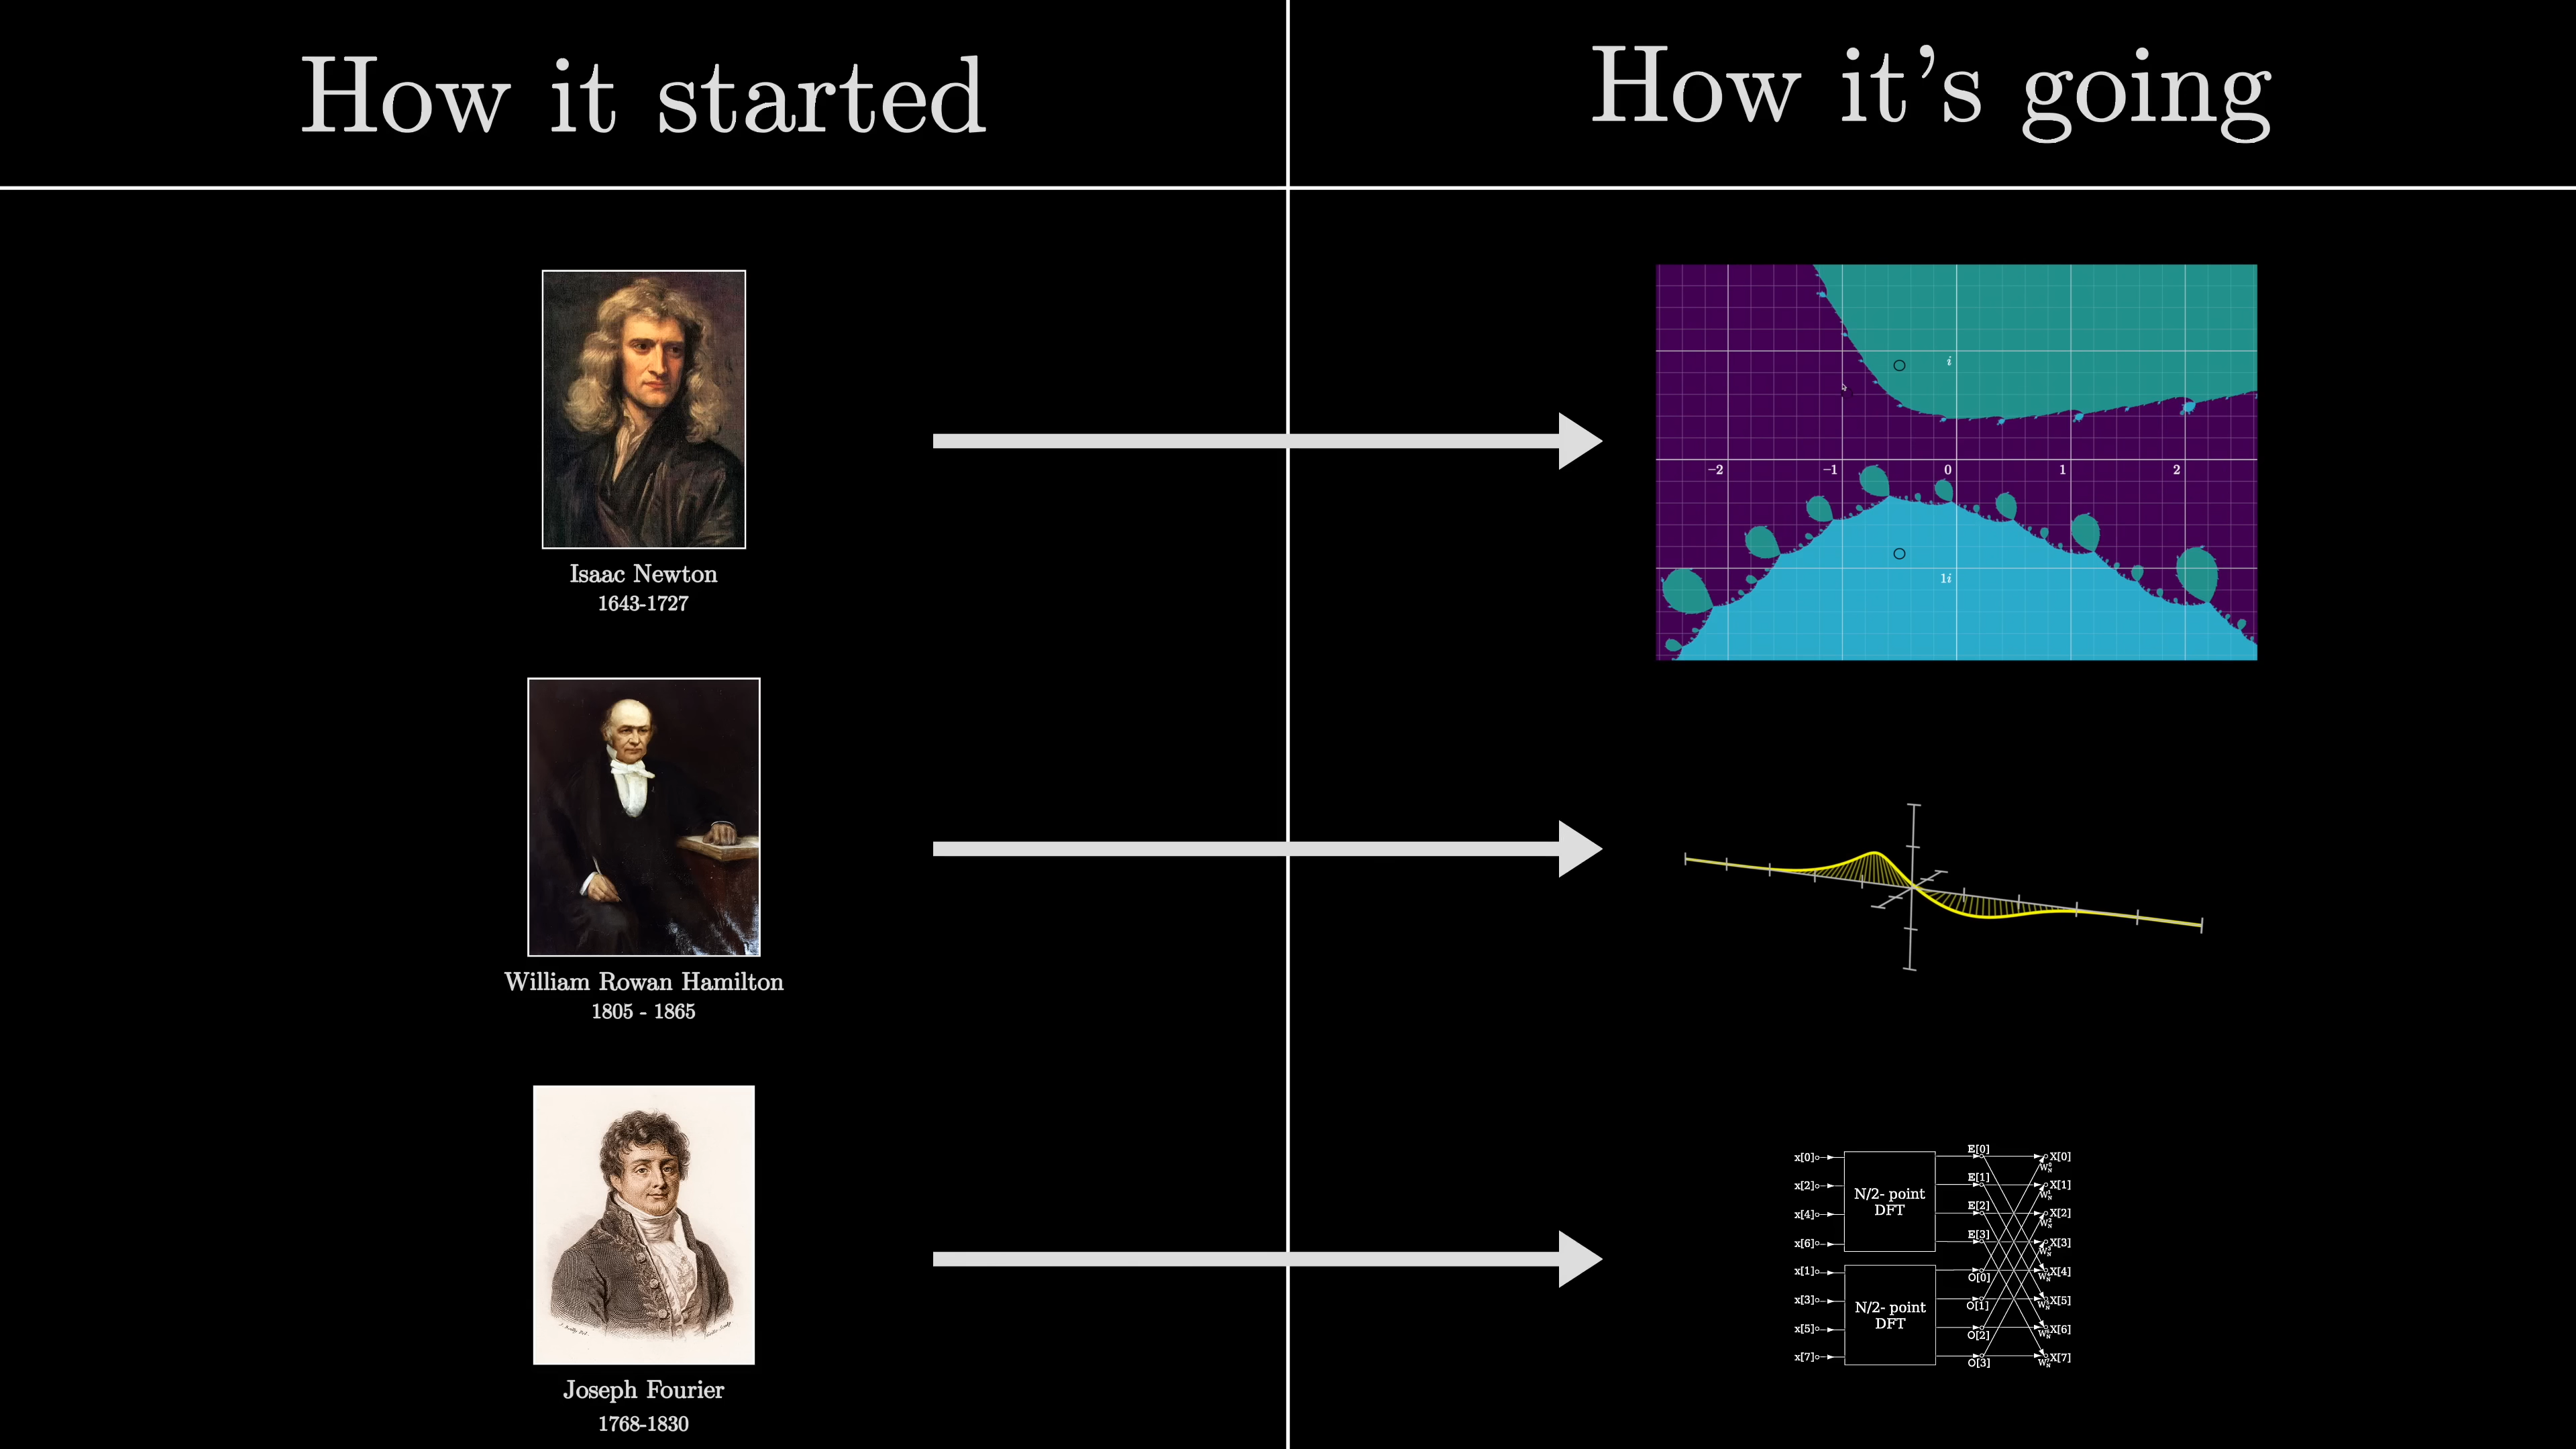 How it started
How it's going
Isaac Newton
1643-1727
i
-2 -1 0 1 2
1i
William Rowan Hamilton
1805 - 1865
Joseph Fourier
1768-1830
x[0]
x[2]
x[4]
x[6]
x[1]
x[3]
x[5]
x[7]
N/2- point
DFT
N/2- point
DFT
E[0]
E[1]
E[2]
E[3]
O[0]
O[1]
O[2]
O[3]
X[0]
X[1]
X[2]
X[3]
X[4]
X[5]
X[6]
X[7]